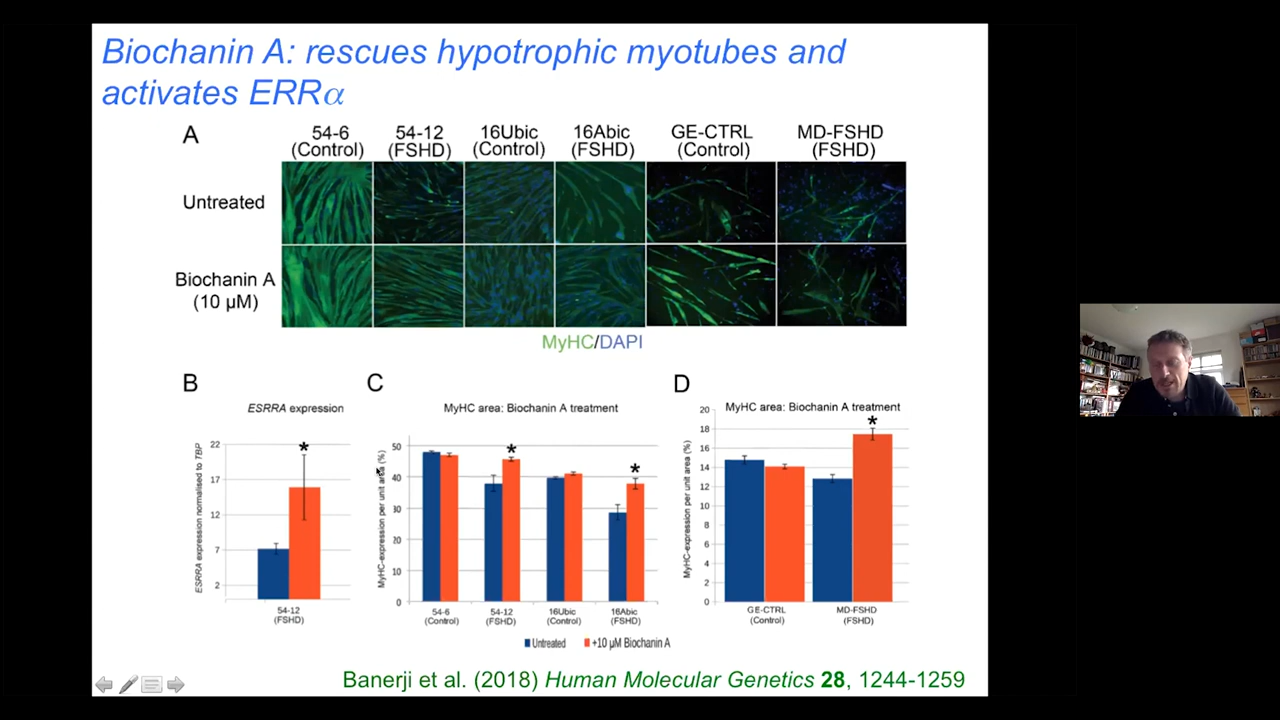 Biochanin A: rescues hypotrophic myotubes and
activates ERRα
A
54-6
(Control)
54-12
(FSHD)
16Ubic
(Control)
16Abic
(FSHD)
GE-CTRL
(Control)
MD-FSHD
(FSHD)
Untreated
Biochanin A
(10 µM)
MyHC/DAPI
B
ESRRA expression
ESRRA expression normalised to TBP
22
17
12
7
2
*
54-12
(FSHD)
C
MyHC area: Biochanin A treatment
MyHC-expression per unit area (%)
50
40
30
20
10
0
*
*
54-6
(Control)
54-12
(FSHD)
16Ubic
(Control)
16Abic
(FSHD)
Untreated
+10 µM Biochanin A
D
MyHC area: Biochanin A treatment
MyHC-expression per unit area (%)
20
18
16
14
12
10
8
6
4
2
0
*
GE-CTRL
(Control)
MD-FSHD
(FSHD)
Banerji et al. (2018) Human Molecular Genetics 28, 1244-1259